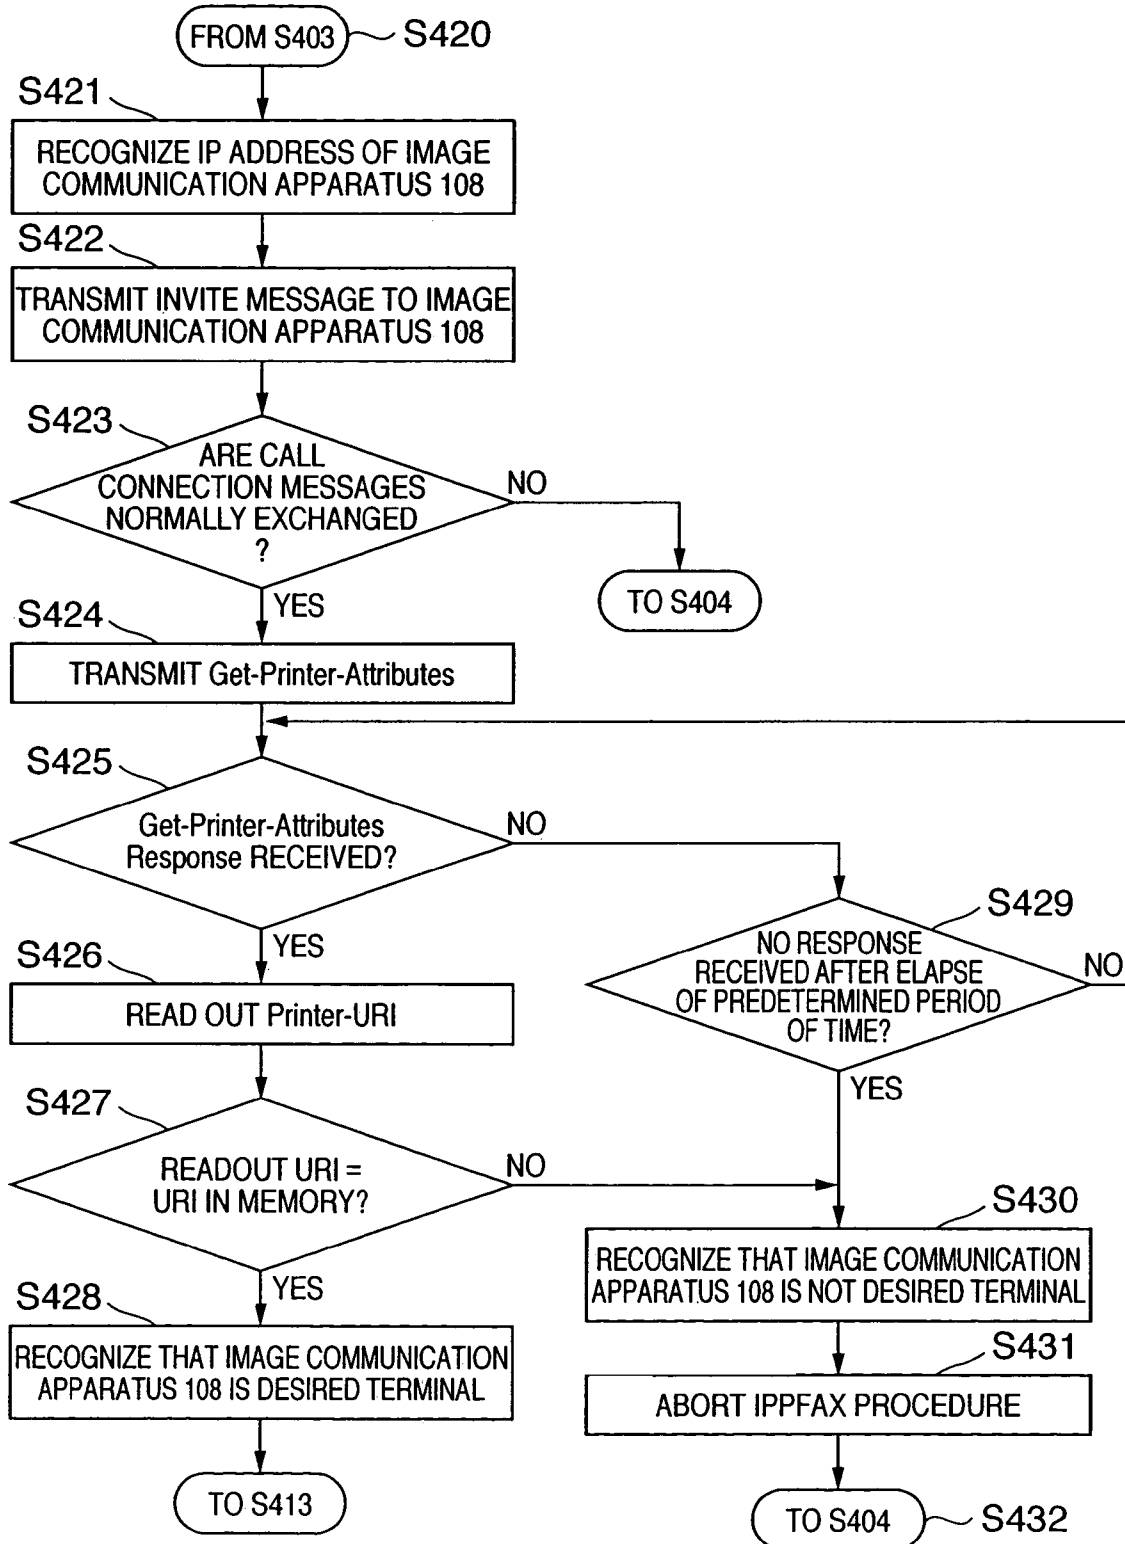 FROM S403
S420
S421
RECOGNIZE IP ADDRESS OF IMAGE
COMMUNICATION APPARATUS 108
S422
TRANSMIT INVITE MESSAGE TO IMAGE
COMMUNICATION APPARATUS 108
S423
ARE CALL
CONNECTION MESSAGES
NORMALLY EXCHANGED
?
NO
TO S404
YES
S424
TRANSMIT Get-Printer-Attributes
S425
Get-Printer-Attributes
Response RECEIVED?
NO
YES
S429
NO RESPONSE
RECEIVED AFTER ELAPSE
OF PREDETERMINED PERIOD
OF TIME?
NO
YES
S426
READ OUT Printer-URI
S427
READOUT URI =
URI IN MEMORY?
NO
YES
S428
RECOGNIZE THAT IMAGE COMMUNICATION
APPARATUS 108 IS DESIRED TERMINAL
TO S413
S430
RECOGNIZE THAT IMAGE COMMUNICATION
APPARATUS 108 IS NOT DESIRED TERMINAL
S431
ABORT IPPFAX PROCEDURE
TO S404
S432